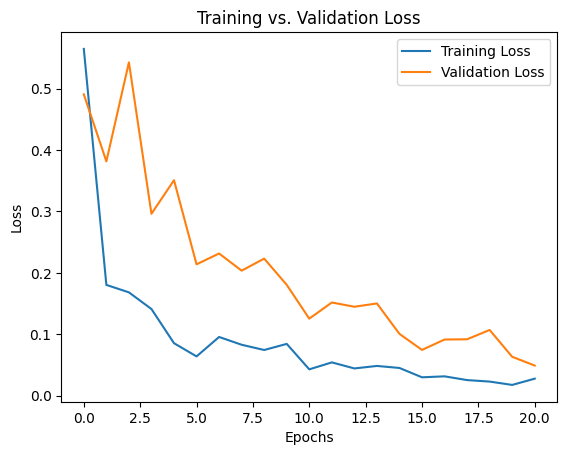 Training vs. Validation Loss
Training Loss
Validation Loss
0.5
0.4
0.3
0.2
0.1
0.0
Loss
0.0 2.5 5.0 7.5 10.0 12.5 15.0 17.5 20.0
Epochs